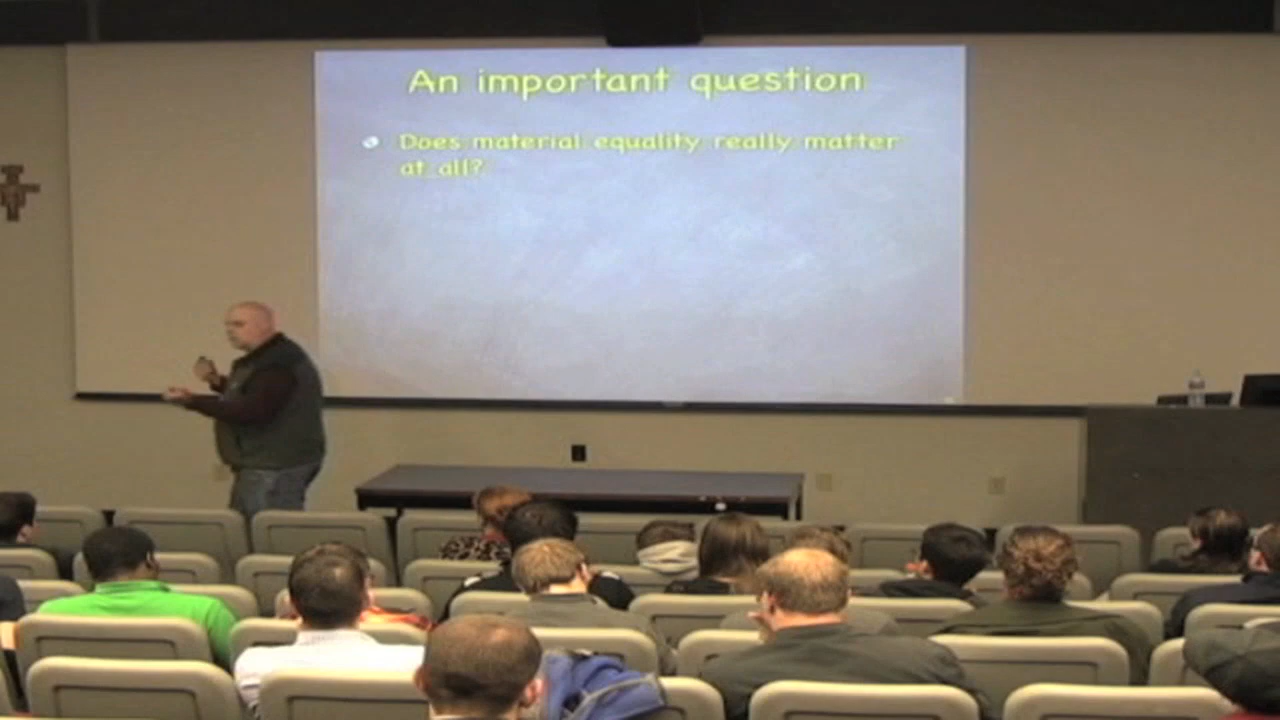 An important question
Does material equality really matter
at all?